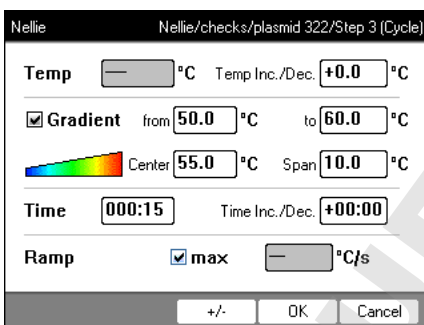 Nellie Nellie/checks/plasmid 322/Step 3 (Cycle)
Temp — °C Temp Inc./Dec. +0.0 °C
Gradient from 50.0 °C to 60.0 °C
Center 55.0 °C Span 10.0 °C
Time 000:15 Time Inc./Dec. +00:00
Ramp max — °C/s
+/- OK Cancel